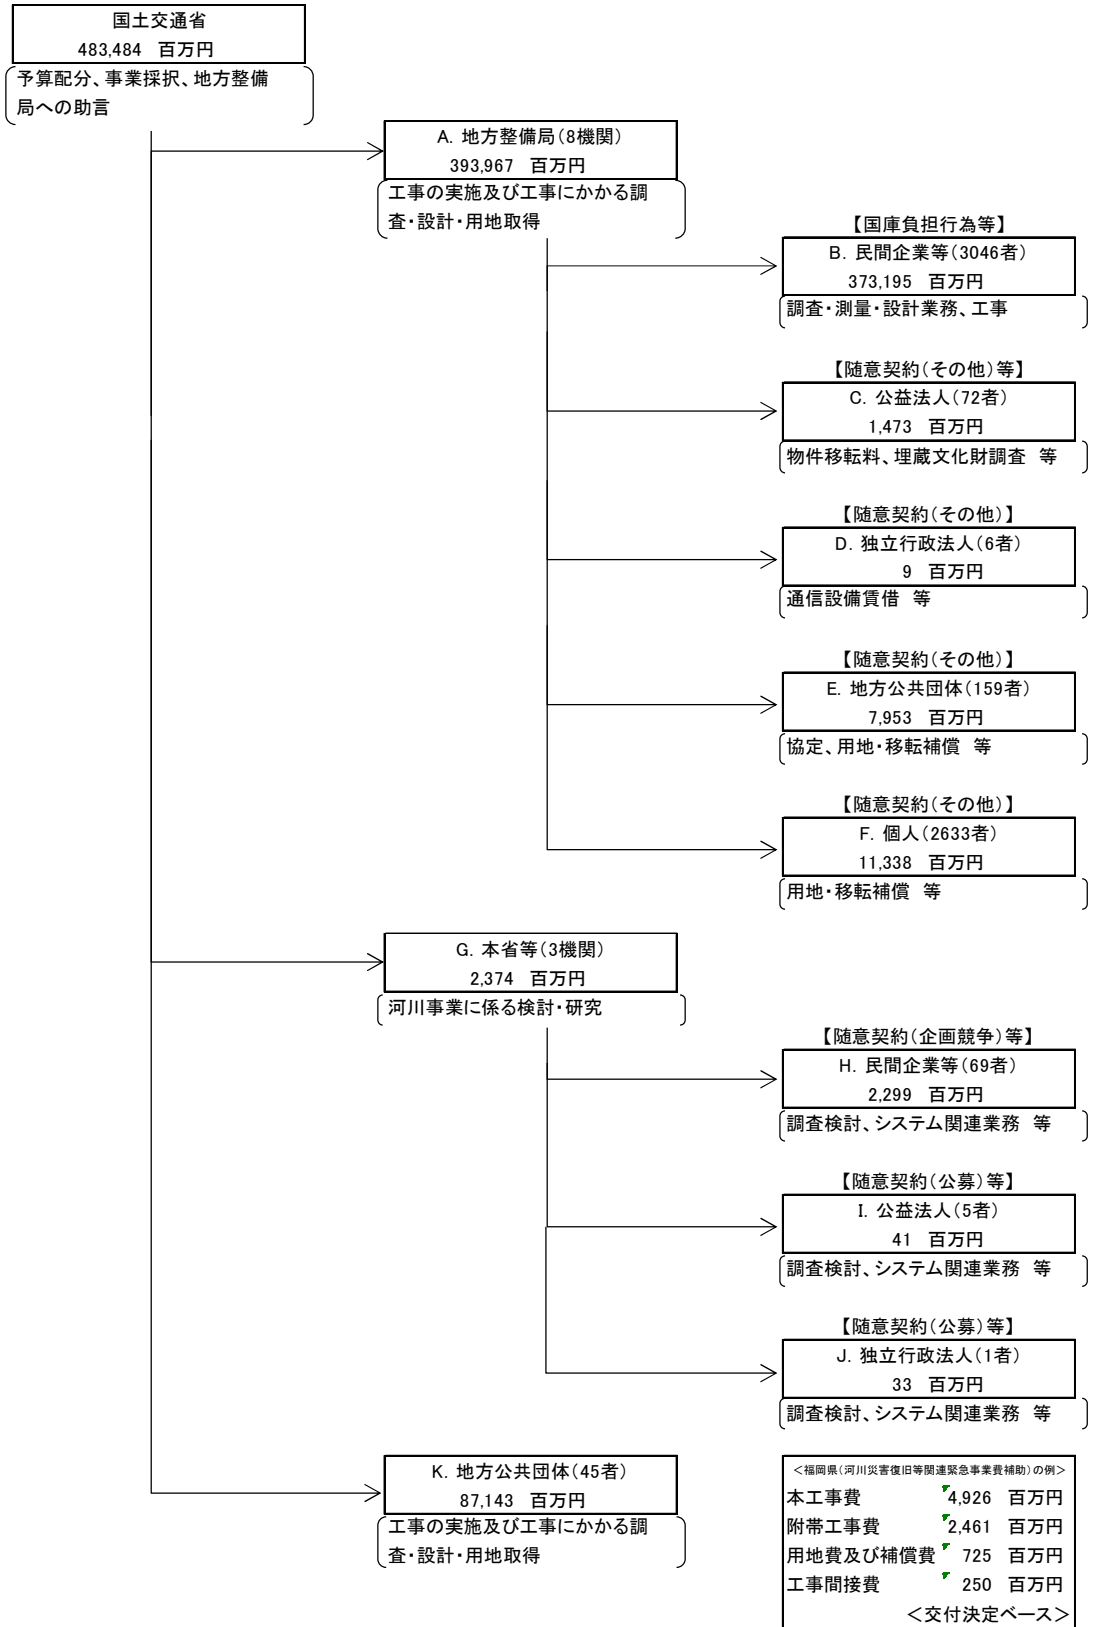 国土交通省
483,484 百万円
予算配分、事業採択、地方整備
局への助言
A. 地方整備局(8機関)
393,967 百万円
工事の実施及び工事にかかる調
査・設計・用地取得
【国庫負担行為等】
B. 民間企業等(3046者)
373,195 百万円
調査・測量・設計業務、工事
【随意契約(その他)等】
C. 公益法人(72者)
1,473 百万円
物件移転料、埋蔵文化財調査 等
【随意契約(その他)】
D. 独立行政法人(6者)
9 百万円
通信設備賃借 等
【随意契約(その他)】
E. 地方公共団体(159者)
7,953 百万円
協定、用地・移転補償 等
【随意契約(その他)】
F. 個人(2633者)
11,338 百万円
用地・移転補償 等
G. 本省等(3機関)
2,374 百万円
河川事業に係る検討・研究
【随意契約(企画競争)等】
H. 民間企業等(69者)
2,299 百万円
調査検討、システム関連業務 等
【随意契約(公募)等】
I. 公益法人(5者)
41 百万円
調査検討、システム関連業務 等
【随意契約(公募)等】
J. 独立行政法人(1者)
33 百万円
調査検討、システム関連業務 等
K. 地方公共団体(45者)
87,143 百万円
工事の実施及び工事にかかる調
査・設計・用地取得
<福岡県(河川災害復旧等関連緊急事業費補助)の例>
本工事費 4,926 百万円
附帯工事費 2,461 百万円
用地費及び補償費 725 百万円
工事間接費 250 百万円
<交付決定ベース>